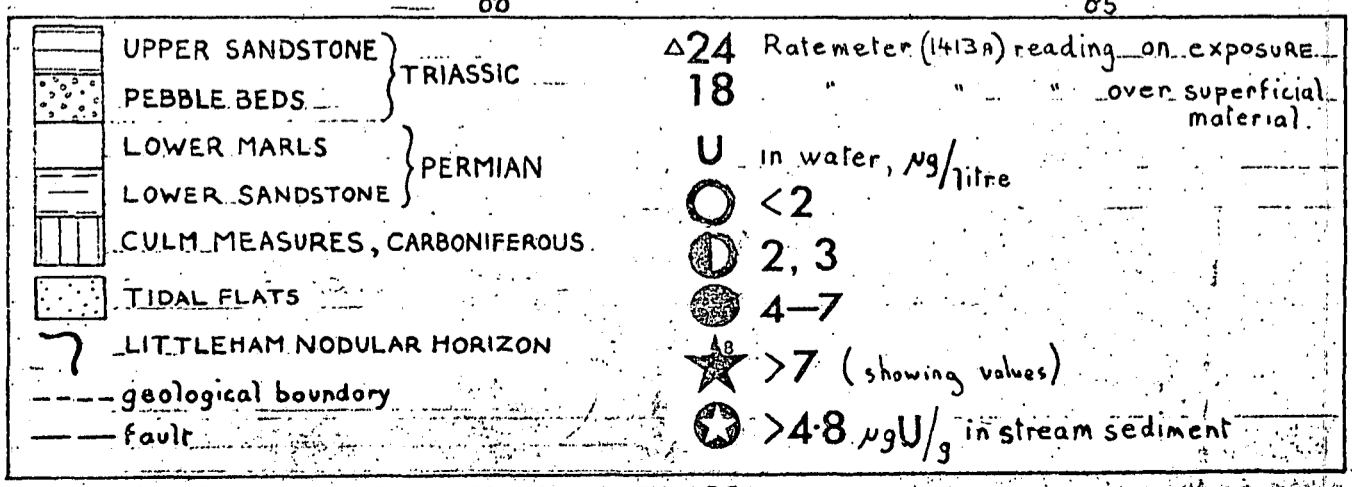 00 05
UPPER SANDSTONE
PEBBLE BEDS
TRIASSIC
LOWER MARLS
LOWER SANDSTONE
PERMIAN
CULM MEASURES, CARBONIFEROUS.
TIDAL FLATS
LITTLEHAM NODULAR HORIZON
geological boundary
fault
△24 Ratemeter (1413A) reading on exposure
18 " " " over superficial
material.
U in water, µg/litre
<2
2, 3
4—7
>7 (showing values)
>4·8 µgU/g in stream sediment